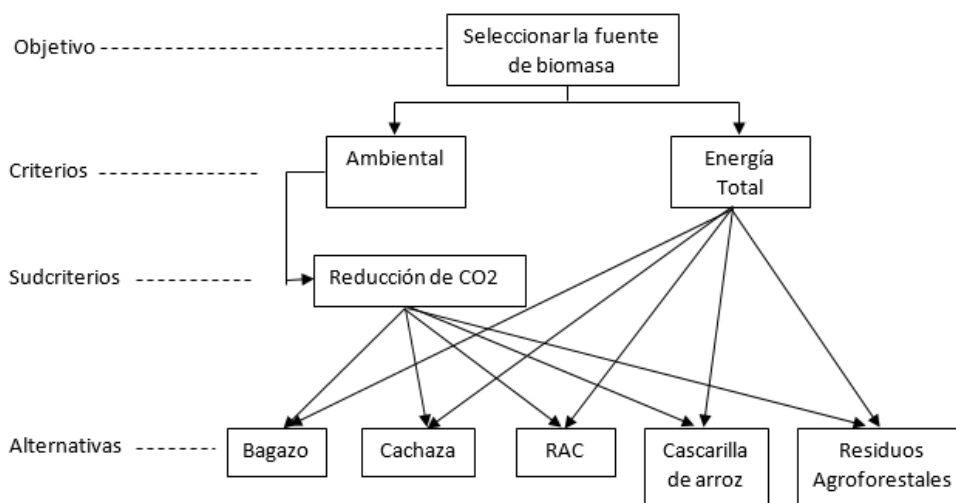 Objetivo
Seleccionar la fuente
de biomasa
Criterios
Ambiental
Energía
Total
Sudcriterios
Reducción de CO2
Alternativas
Bagazo
Cachaza
RAC
Cascarilla
de arroz
Residuos
Agroforestales